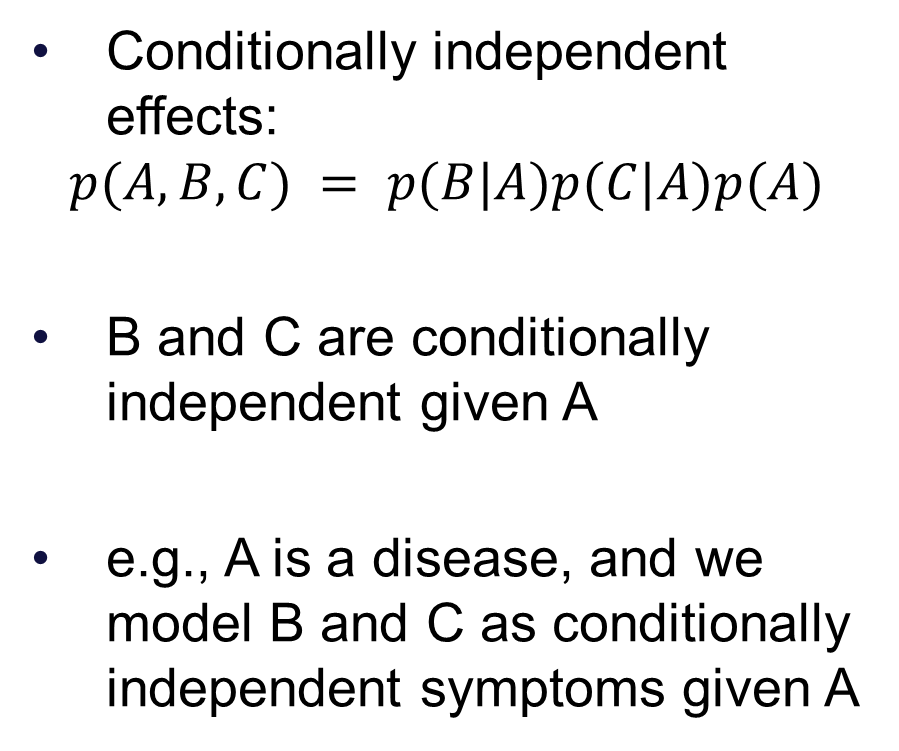 • Conditionally independent
effects:
p(A, B, C) = p(B|A)p(C|A)p(A)
• B and C are conditionally
independent given A
• e.g., A is a disease, and we
model B and C as conditionally
independent symptoms given A